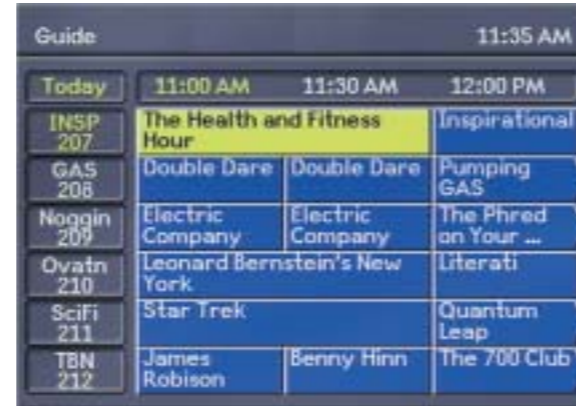 Guide 11:35 AM
Today 11:00 AM 11:30 AM 12:00 PM
INSP
207
The Health and Fitness
Hour
Inspirational
GAS
208
Double Dare
Double Dare
Pumping
GAS
Noggin
209
Electric
Company
Electric
Company
The Phred
on Your ...
Ovatn
210
Leonard Bernstein's New
York
Literati
SciFi
211
Star Trek
Quantum
Leap
TBN
212
James
Robison
Benny Hinn
The 700 Club